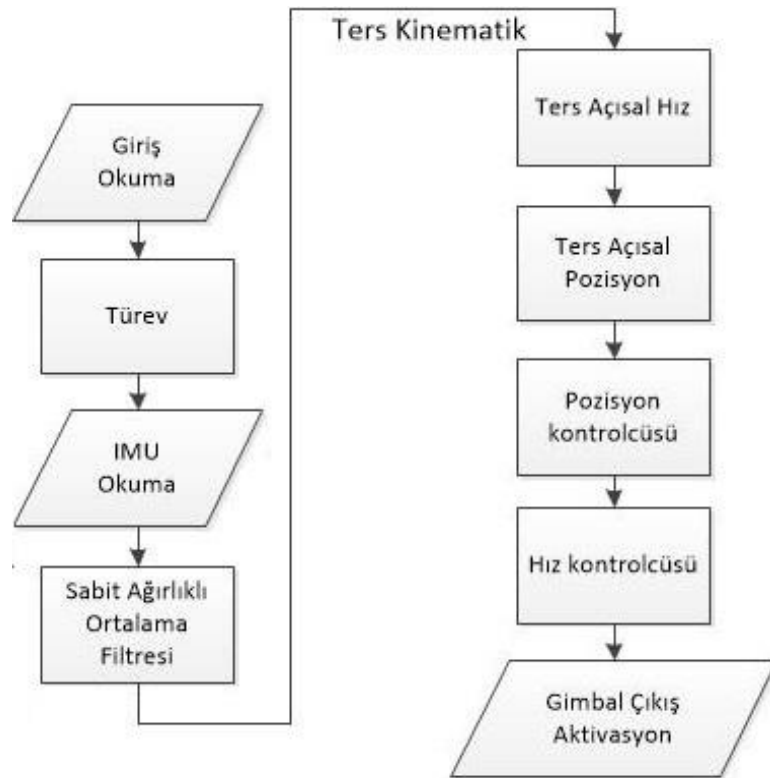 Ters Kinematik
Giriş
Okuma
Türev
IMU
Okuma
Sabit Ağırlıklı
Ortalama
Filtresi
Ters Açısal Hız
Ters Açısal
Pozisyon
Pozisyon
kontrolcüsü
Hız kontrolcüsü
Gimbal Çıkış
Aktivasyon